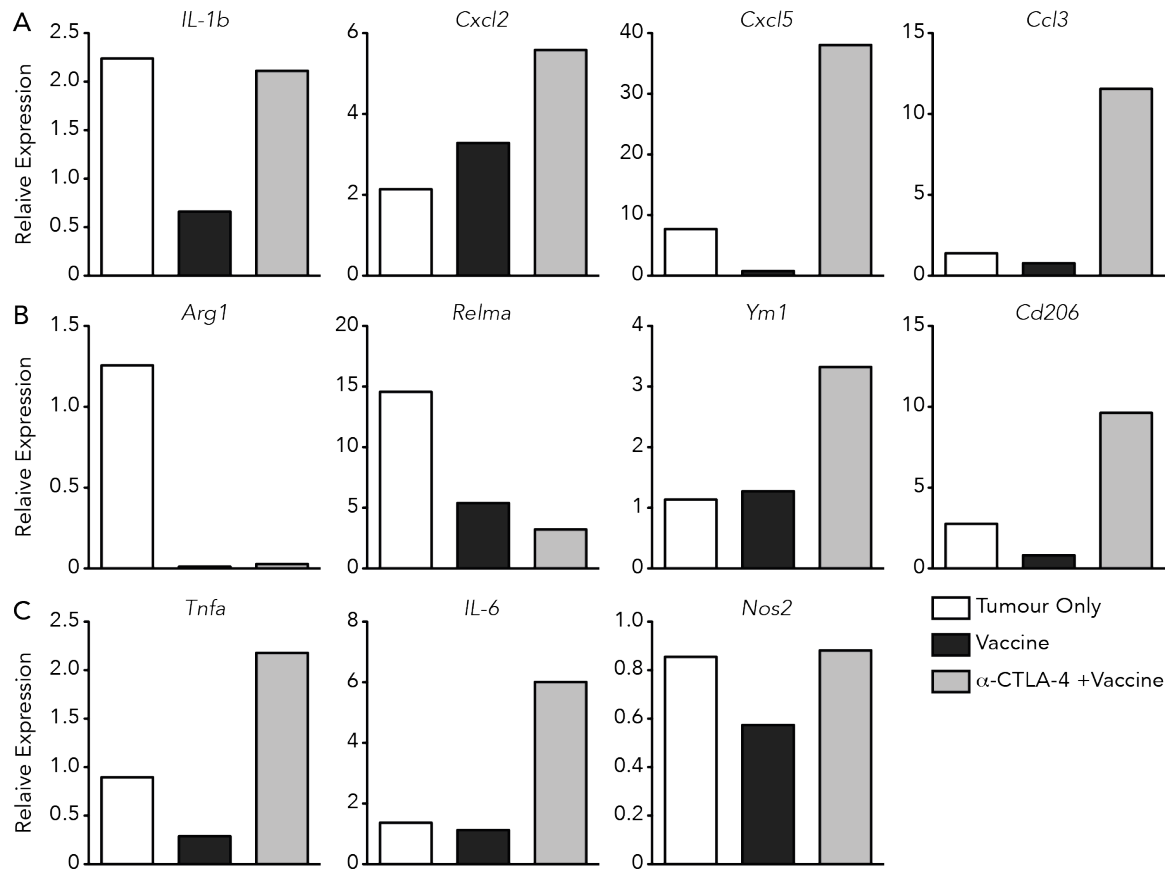 A
IL-1b
Cxcl2
Cxcl5
Ccl3
Relaive Expression
2.5
2.0
1.5
1.0
0.5
0
6
4
2
0
40
30
20
10
0
15
10
5
0
B
Arg1
Relma
Ym1
Cd206
Relaive Expression
1.5
1.0
0.5
0
20
15
10
5
0
4
3
2
1
0
15
10
5
0
C
Tnfa
IL-6
Nos2
Relaive Expression
2.5
2.0
1.5
1.0
0.5
0
8
6
4
2
0
1.0
0.8
0.6
0.4
0.2
0
Tumour Only
Vaccine
α-CTLA-4 +Vaccine